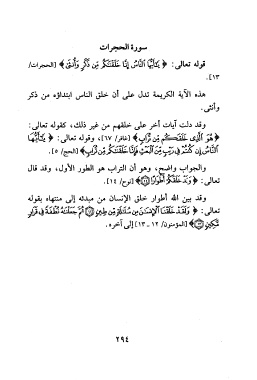 سورة الحجرات
قوله تعالى: ﴿يَٰٓأَيُّهَا ٱلنَّاسُ إِنَّا خَلَقْنَٰكُم مِّن ذَكَرٍ وَأُنثَىٰ﴾ [الحجرات/
١٣].
هذه الآية الكريمة تدل على أن خلق الناس ابتداؤه من ذكر
وأنثى.
وقد دلت آيات أخر على خلقهم من غير ذلك، كقوله تعالى:
﴿هُوَ ٱلَّذِى خَلَقَكُم مِّن تُرَابٍ﴾ [غافر/ ٦٧]، وقوله تعالى: ﴿يَٰٓأَيُّهَا
ٱلنَّاسُ إِن كُنتُمْ فِى رَيْبٍ مِّنَ ٱلْبَعْثِ فَإِنَّا خَلَقْنَٰكُم مِّن تُرَابٍ﴾ [الحج/ ٥].
والجواب واضح، وهو أن التراب هو الطور الأول، وقد قال
تعالى: ﴿وَقَدْ خَلَقَكُمْ أَطْوَارًا ١٤﴾ [نوح/ ١٤].
وقد بين الله أطوار خلق الإنسان من مبدئه إلى منتهاه بقوله
تعالى: ﴿وَلَقَدْ خَلَقْنَا ٱلْإِنسَٰنَ مِن سُلَٰلَةٍ مِّن طِينٍ ١٢ ثُمَّ جَعَلْنَٰهُ نُطْفَةً فِى قَرَارٍ
مَّكِينٍ ١٣﴾ [المؤمنون/ ١٢ - ١٣] إلى آخره.
٢٩٤